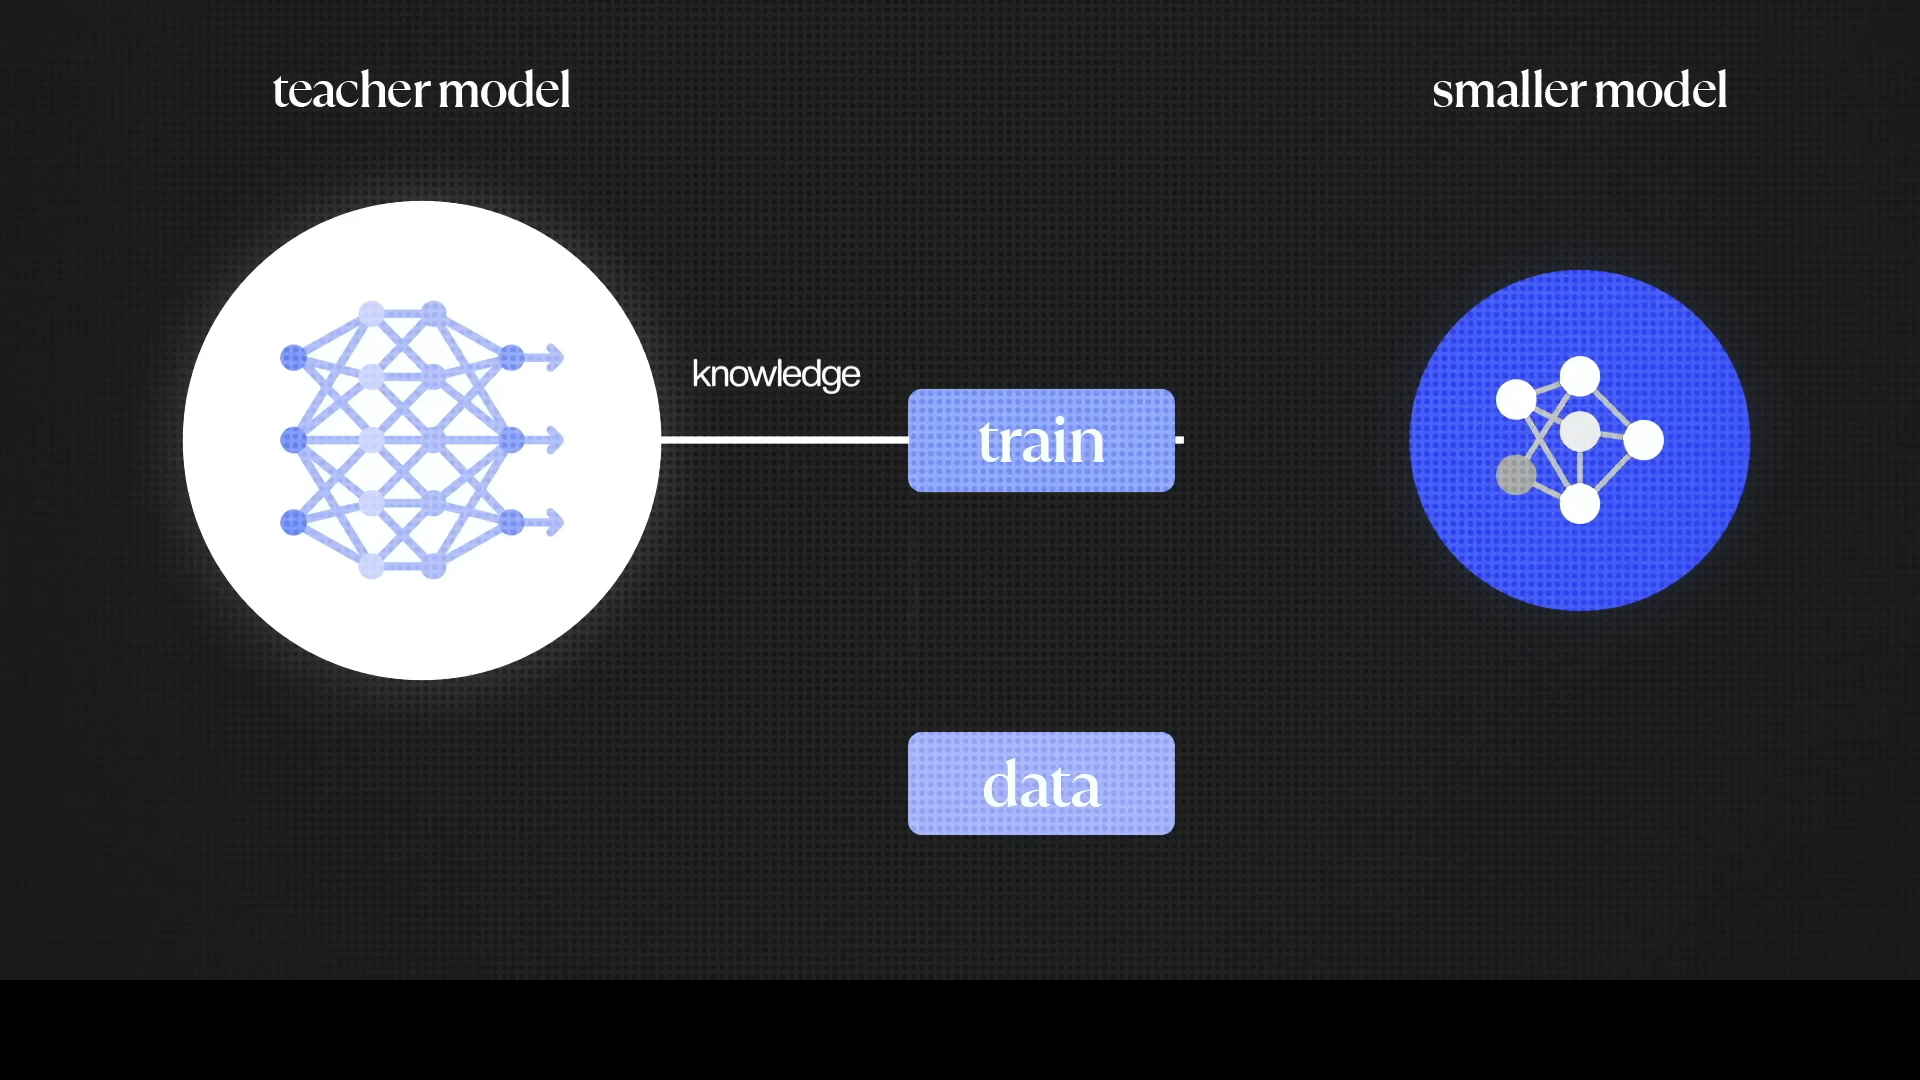 teacher model
smaller model
knowledge
train
data